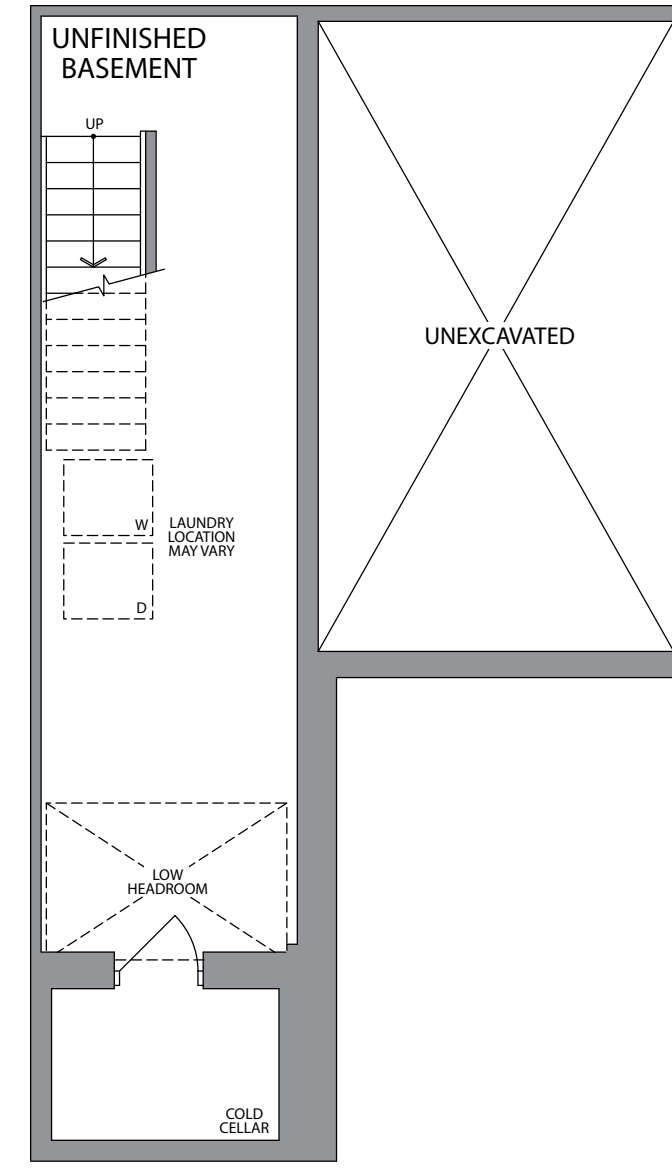 UNFINISHED
BASEMENT
UP
UNEXCAVATED
W
LAUNDRY
LOCATION
MAY VARY
D
LOW
HEADROOM
COLD
CELLAR